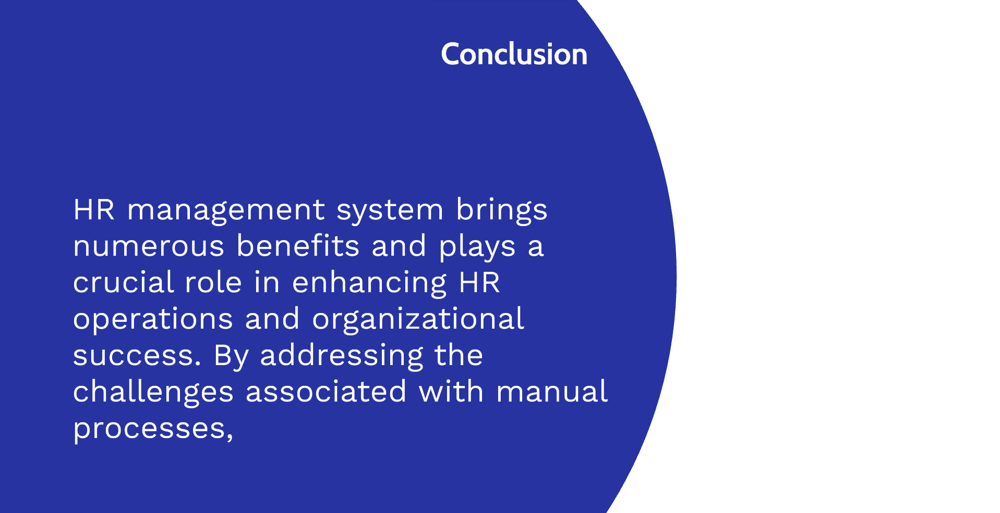 Conclusion
HR management system brings
numerous benefits and plays a
crucial role in enhancing HR
operations and organizational
success. By addressing the
challenges associated with manual
processes,